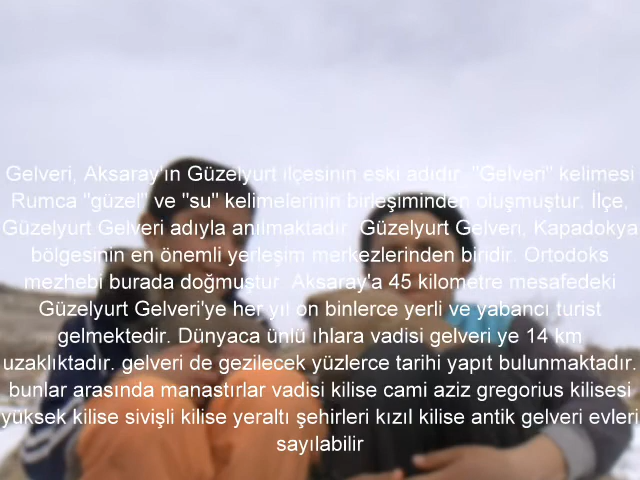 Gelveri, Aksaray'ın Güzelyurt ilçesinin eski adıdır. "Gelveri" kelimesi
Rumca "güzel" ve "su" kelimelerinin birleşiminden oluşmuştur. İlçe,
Güzelyurt Gelveri adıyla anılmaktadır. Güzelyurt Gelveri, Kapadokya
bölgesinin en önemli yerleşim merkezlerinden biridir. Ortodoks
mezhebi burada doğmuştur. Aksaray'a 45 kilometre mesafedeki
Güzelyurt Gelveri'ye her yıl on binlerce yerli ve yabancı turist
gelmektedir. Dünyaca ünlü ıhlara vadisi gelveri ye 14 km
uzaklıktadır. gelveri de gezilecek yüzlerce tarihi yapıt bulunmaktadır.
bunlar arasında manastırlar vadisi kilise cami aziz gregorius kilisesi
yüksek kilise sivişli kilise yeraltı şehirleri kızıl kilise antik gelveri evleri
sayılabilir